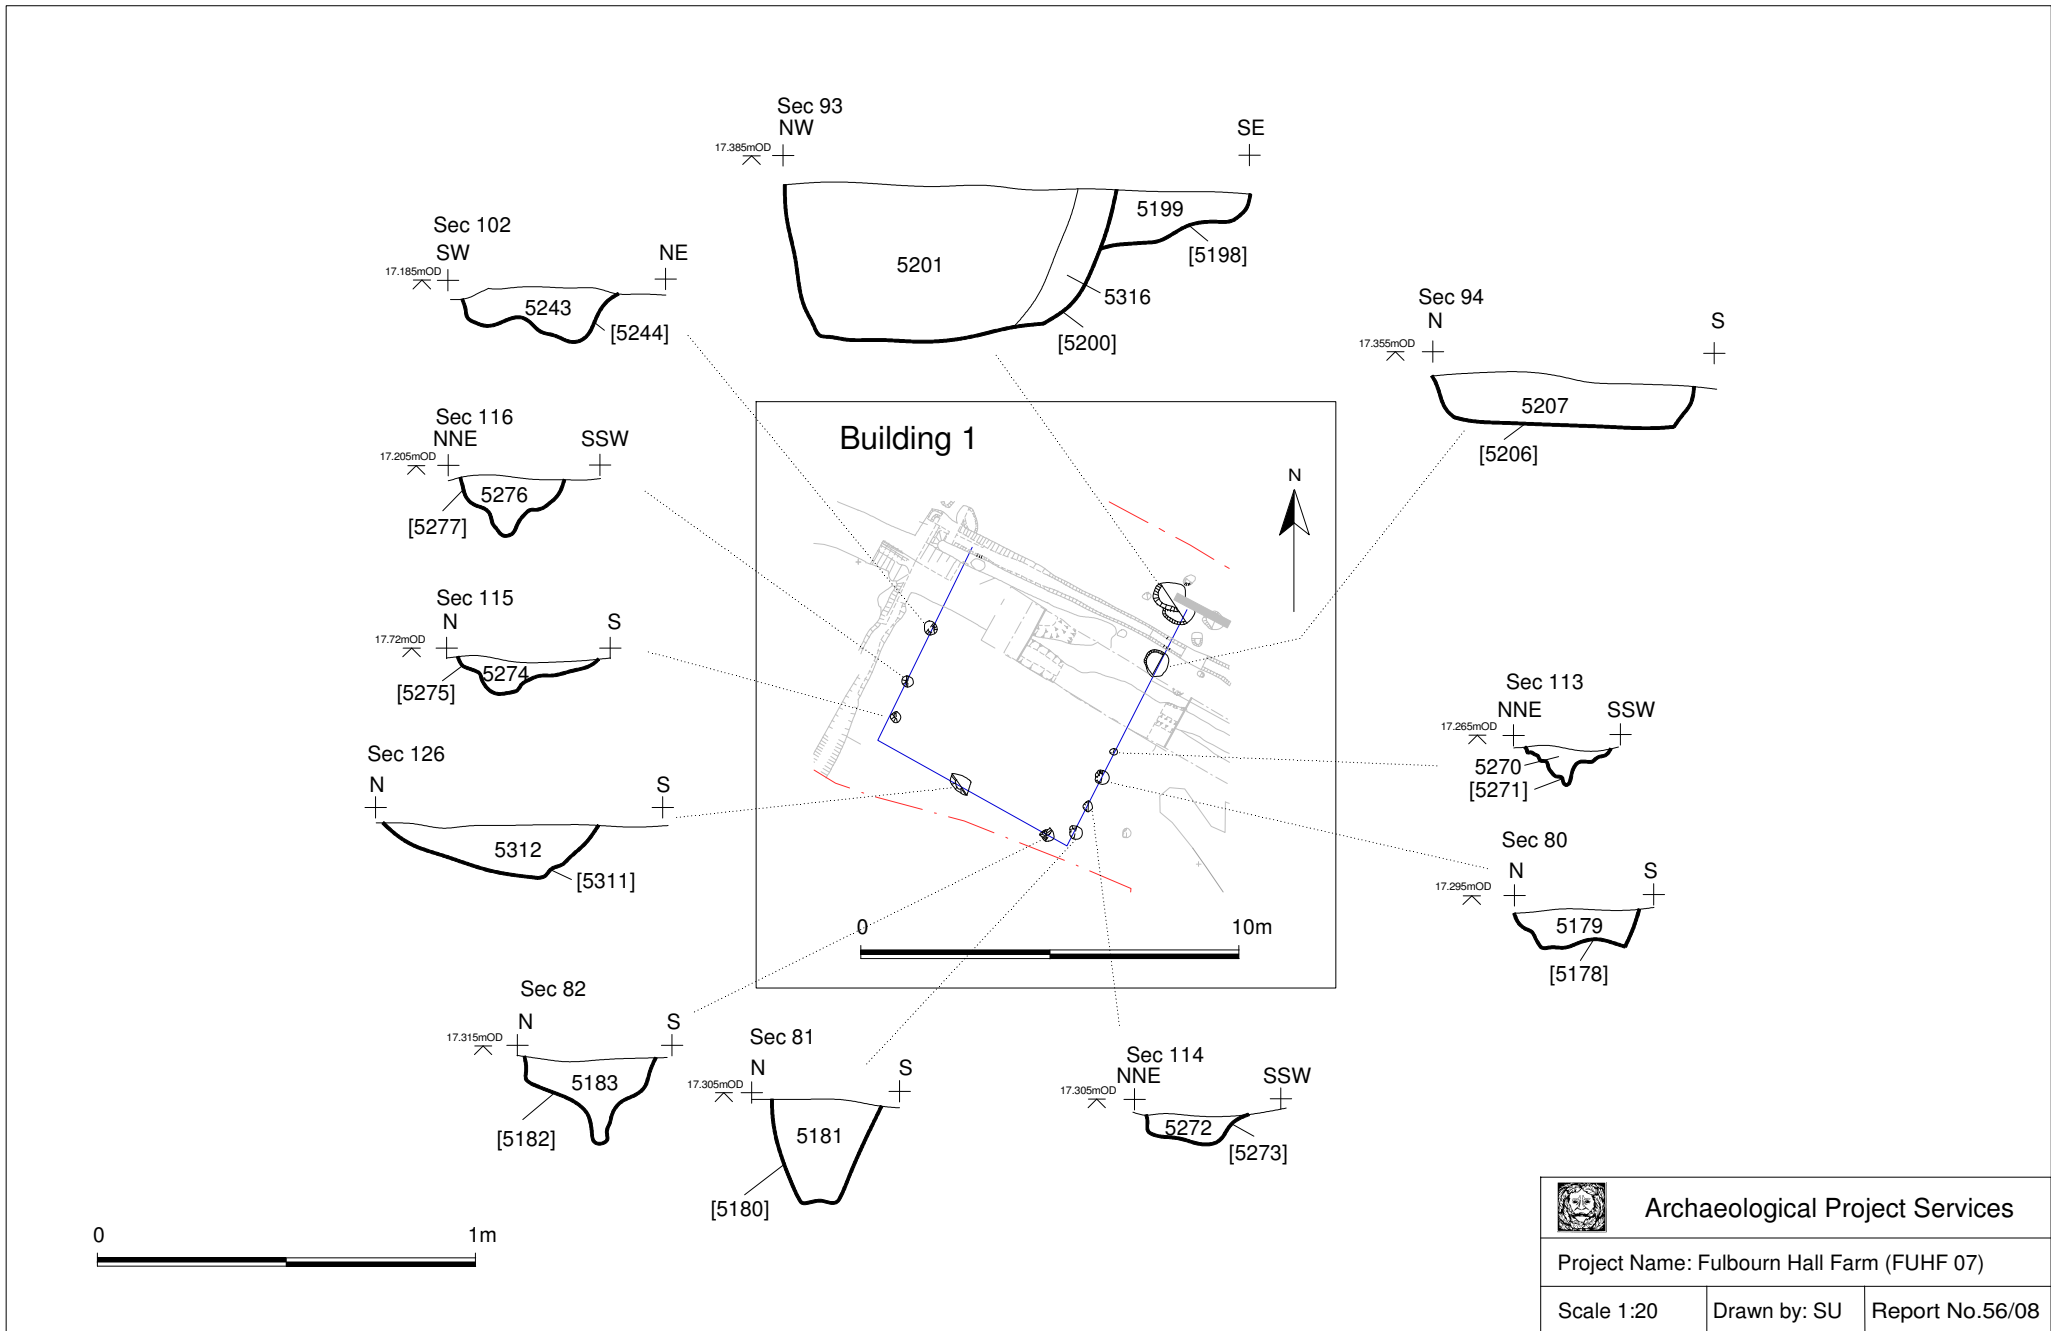 Sec 93
NW
SE
17.385mOD
5199
5201
[5198]
5316
[5200]
Sec 102
SW
NE
17.185mOD
5243
[5244]
Sec 94
N
S
17.355mOD
5207
[5206]
Sec 116
NNE
SSW
17.205mOD
5276
[5277]
Building 1
N
Sec 115
N
S
17.72mOD
5274
[5275]
Sec 113
NNE
SSW
17.265mOD
5270
[5271]
Sec 126
N
S
5312
[5311]
Sec 80
N
S
17.295mOD
5179
[5178]
0
10m
Sec 82
N
S
17.315mOD
5183
[5182]
Sec 81
N
S
17.305mOD
5181
[5180]
Sec 114
NNE
SSW
17.305mOD
5272
[5273]
0
1m
Archaeological Project Services
Project Name: Fulbourn Hall Farm (FUHF 07)
Scale 1:20
Drawn by: SU
Report No.56/08